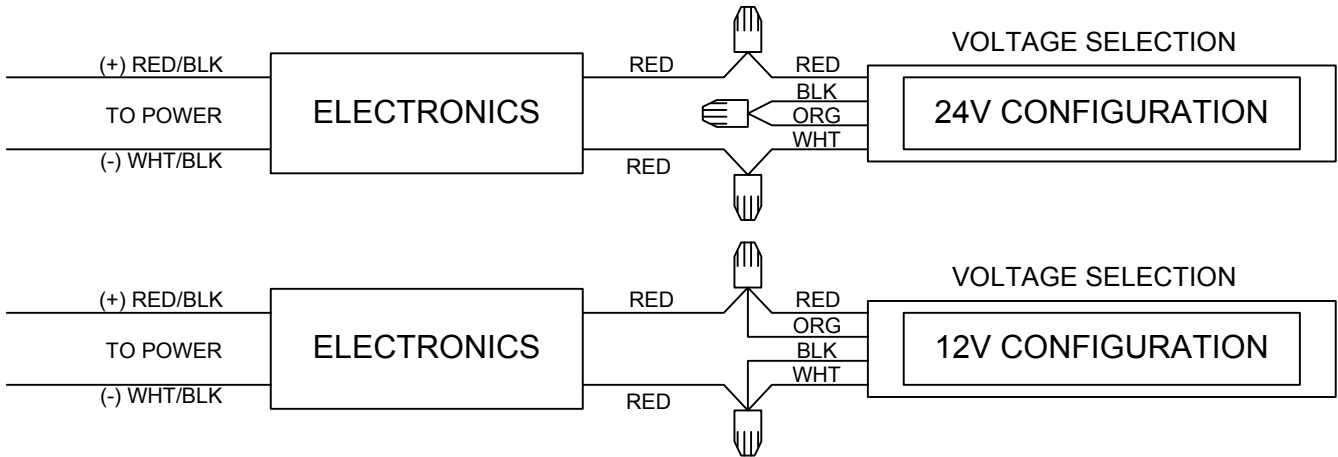 VOLTAGE SELECTION
(+) RED/BLK
RED
RED
BLK
TO POWER
ELECTRONICS
ORG
24V CONFIGURATION
WHT
(-) WHT/BLK
RED
VOLTAGE SELECTION
(+) RED/BLK
RED
RED
ORG
TO POWER
ELECTRONICS
BLK
12V CONFIGURATION
WHT
(-) WHT/BLK
RED